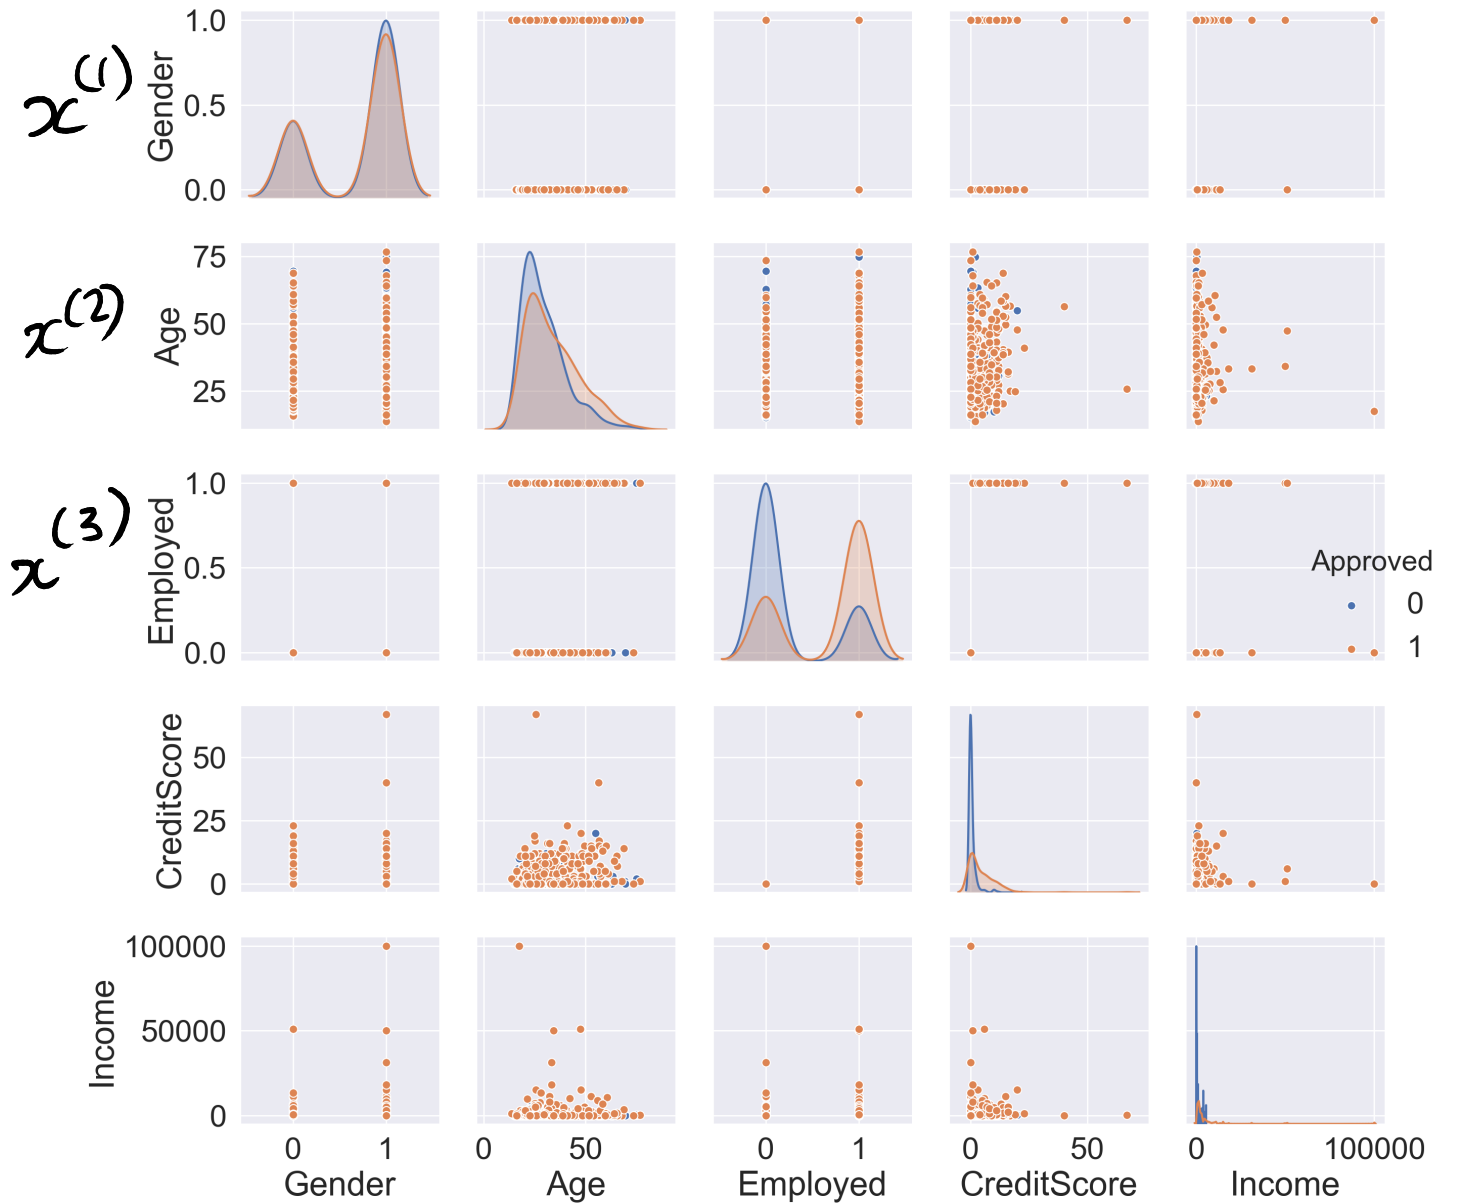 x^(1)
Gender
1.0
0.5
0.0
x^(2)
Age
75
50
25
x^(3)
Employed
1.0
0.5
0.0
Approved
0
1
CreditScore
50
25
0
Income
100000
50000
0
0 1 0 50 0 1 0 50 0 100000
Gender Age Employed CreditScore Income